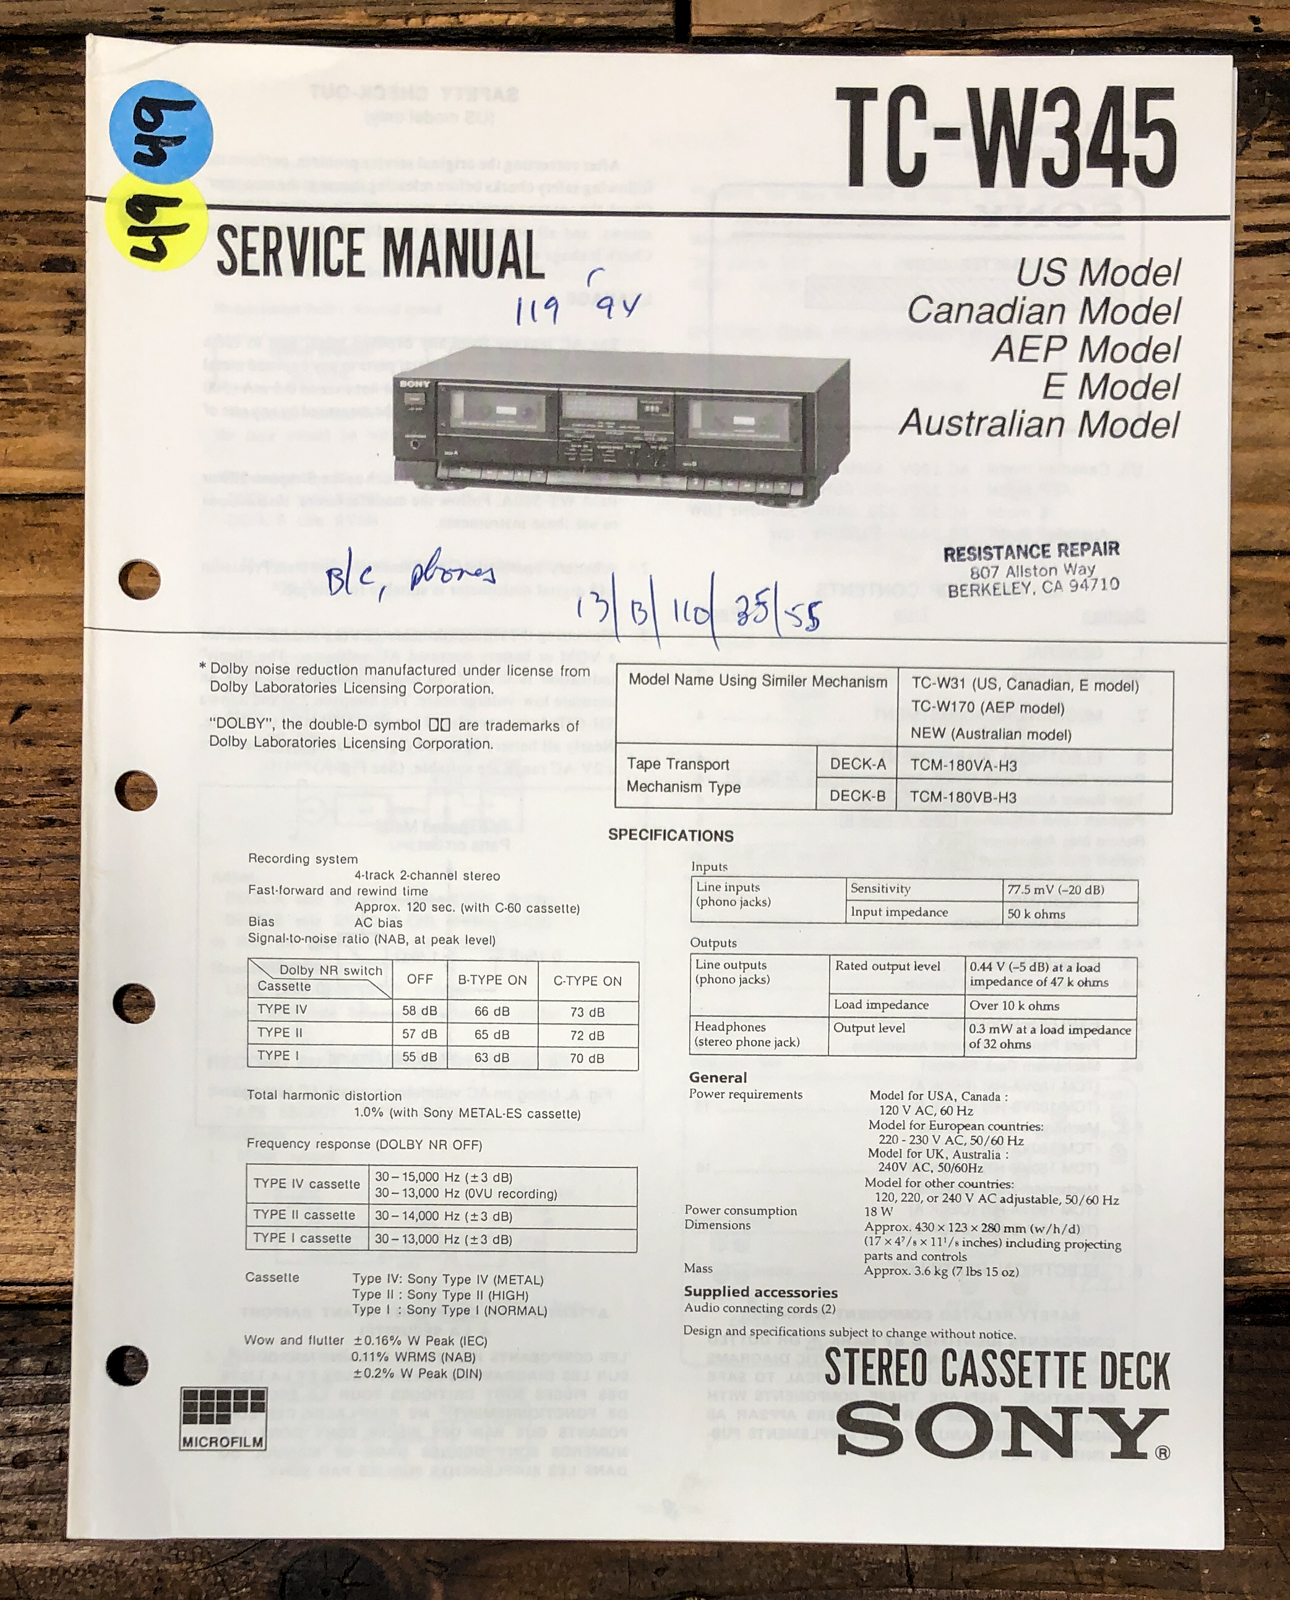 49
49
TC-W345
SERVICE MANUAL
119 r 94
US Model
Canadian Model
AEP Model
E Model
Australian Model
SONY
B/C, phones
13/B/110/35/55
RESISTANCE REPAIR
807 Allston Way
BERKELEY, CA 94710
* Dolby noise reduction manufactured under license from
Dolby Laboratories Licensing Corporation.
"DOLBY", the double-D symbol are trademarks of
Dolby Laboratories Licensing Corporation.
Model Name Using Similer Mechanism
TC-W31 (US, Canadian, E model)
TC-W170 (AEP model)
NEW (Australian model)
Tape Transport
Mechanism Type
DECK-A TCM-180VA-H3
DECK-B TCM-180VB-H3
SPECIFICATIONS
Recording system
4-track 2-channel stereo
Fast-forward and rewind time
Approx. 120 sec. (with C-60 cassette)
Bias AC bias
Signal-to-noise ratio (NAB, at peak level)
Dolby NR switch
Cassette
OFF B-TYPE ON C-TYPE ON
TYPE IV 58 dB 66 dB 73 dB
TYPE II 57 dB 65 dB 72 dB
TYPE I 55 dB 63 dB 70 dB
Total harmonic distortion
1.0% (with Sony METAL-ES cassette)
Frequency response (DOLBY NR OFF)
TYPE IV cassette
30–15,000 Hz (±3 dB)
30–13,000 Hz (0VU recording)
TYPE II cassette 30–14,000 Hz (±3 dB)
TYPE I cassette 30–13,000 Hz (±3 dB)
Cassette Type IV: Sony Type IV (METAL)
Type II : Sony Type II (HIGH)
Type I : Sony Type I (NORMAL)
Wow and flutter ±0.16% W Peak (IEC)
0.11% WRMS (NAB)
±0.2% W Peak (DIN)
MICROFILM
Inputs
Line inputs
(phono jacks)
Sensitivity 77.5 mV (–20 dB)
Input impedance 50 k ohms
Outputs
Line outputs
(phono jacks)
Rated output level 0.44 V (–5 dB) at a load
impedance of 47 k ohms
Load impedance Over 10 k ohms
Headphones
(stereo phone jack)
Output level 0.3 mW at a load impedance
of 32 ohms
General
Power requirements Model for USA, Canada :
120 V AC, 60 Hz
Model for European countries:
220 - 230 V AC, 50/60 Hz
Model for UK, Australia :
240V AC, 50/60Hz
Model for other countries:
120, 220, or 240 V AC adjustable, 50/60 Hz
Power consumption 18 W
Dimensions Approx. 430 × 123 × 280 mm (w/h/d)
(17 × 4⁷/₈ × 11¹/₈ inches) including projecting
parts and controls
Mass Approx. 3.6 kg (7 lbs 15 oz)
Supplied accessories
Audio connecting cords (2)
Design and specifications subject to change without notice.
STEREO CASSETTE DECK
SONY®